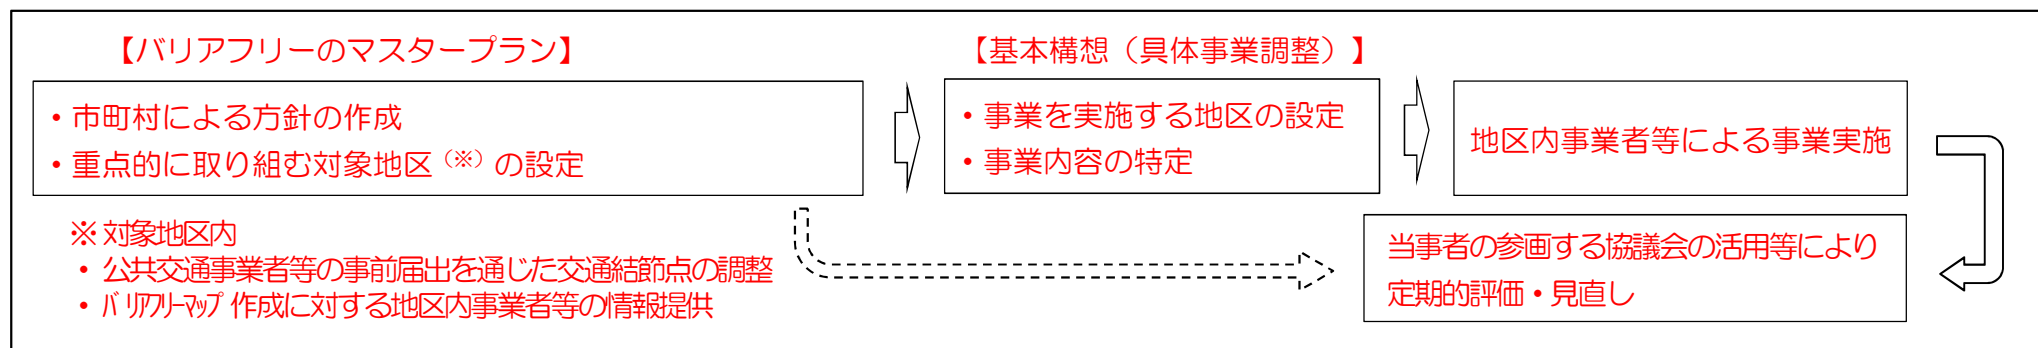 【バリアフリーのマスタープラン】
・市町村による方針の作成
・重点的に取り組む対象地区（※）の設定
※対象地区内
・公共交通事業者等の事前届出を通じた交通結節点の調整
・バリアフリーマップ作成に対する地区内事業者等の情報提供
【基本構想（具体事業調整）】
・事業を実施する地区の設定
・事業内容の特定
地区内事業者等による事業実施
当事者の参画する協議会の活用等により
定期的評価・見直し